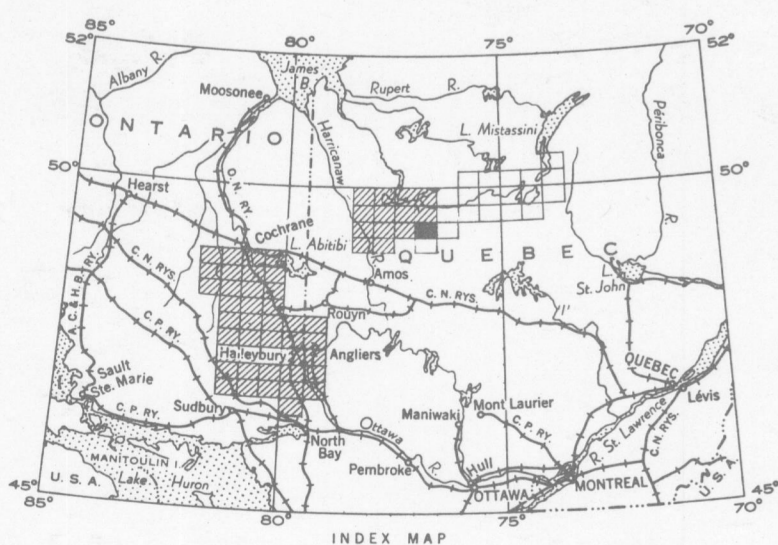 85°
80°
75°
70°
52°
52°
Albany R.
James
B.
Moosonee
Rupert R.
ONTARIO
Harricanaw
L. Mistassini
Péribonca
R.
50°
50°
Hearst
O.N.RY.
Cochrane
L. Abitibi
QUEBEC
C.N.RYS.
Amos
L.
St. John
A.C.& H.B. RY.
C.P.RY.
Rouyn
C.N.RYS.
Haileybury
Angliers
QUEBEC
Lévis
Sault
Ste. Marie
C.P.RY.
Sudbury
Maniwaki
Mont Laurier
C.P.RY.
R. St. Lawrence
C.N.RYS.
North
Bay
Ottawa
R.
MANITOULIN I.
Pembroke
Hull
U.S.A.
Lake Huron
OTTAWA
MONTREAL
U.S.A.
45°
45°
85°
80°
75°
70°
INDEX MAP